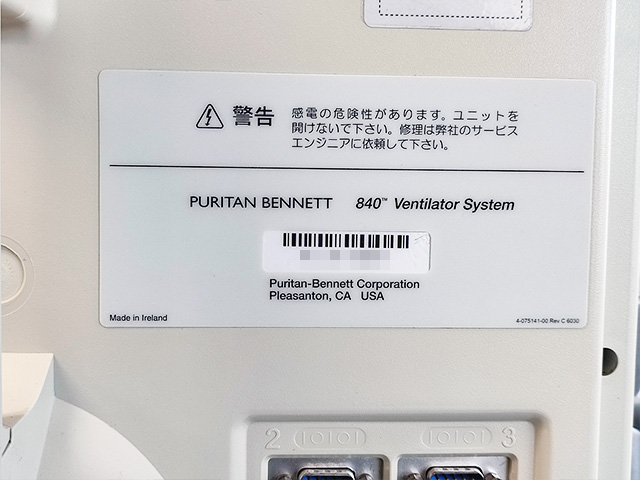 警告
感電の危険性があります。ユニットを
開けないで下さい。修理は弊社のサービス
エンジニアに依頼して下さい。
PURITAN BENNETT 840™ Ventilator System
Puritan-Bennett Corporation
Pleasanton, CA USA
Made in Ireland
4-075141-00 Rev C 6030
2 IOIOI
IOIOI 3